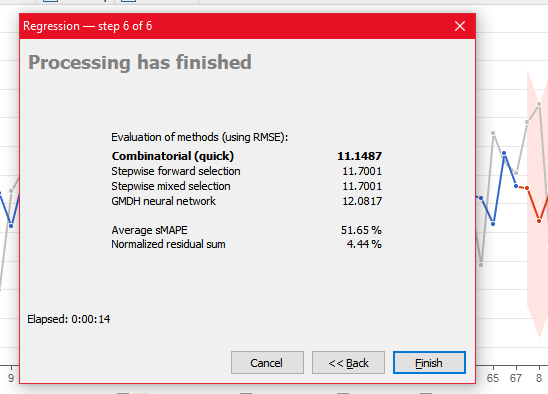 Regression — step 6 of 6
Processing has finished
Evaluation of methods (using RMSE):
Combinatorial (quick) 11.1487
Stepwise forward selection 11.7001
Stepwise mixed selection 11.7001
GMDH neural network 12.0817
Average sMAPE 51.65 %
Normalized residual sum 4.44 %
Elapsed: 0:00:14
Cancel << Back Finish
9 65 67 8